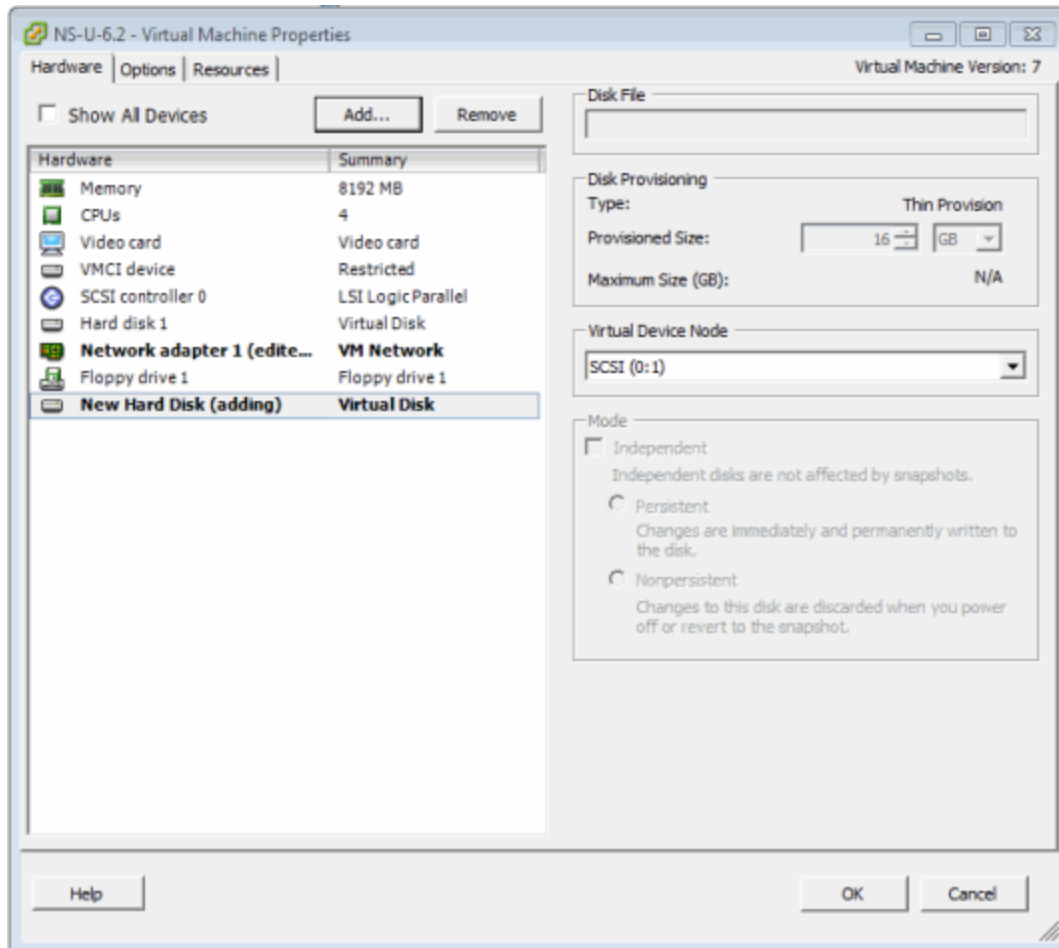 NS-U-6.2 - Virtual Machine Properties
Hardware Options Resources
Virtual Machine Version: 7
Show All Devices
Add...
Remove
Hardware Summary
Memory 8192 MB
CPUs 4
Video card Video card
VMCI device Restricted
SCSI controller 0 LSI Logic Parallel
Hard disk 1 Virtual Disk
Network adapter 1 (edite... VM Network
Floppy drive 1 Floppy drive 1
New Hard Disk (adding) Virtual Disk
Disk File
Disk Provisioning
Type: Thin Provision
Provisioned Size: 16 GB
Maximum Size (GB): N/A
Virtual Device Node
SCSI (0:1)
Mode
Independent
Independent disks are not affected by snapshots.
Persistent
Changes are immediately and permanently written to
the disk.
Nonpersistent
Changes to this disk are discarded when you power
off or revert to the snapshot.
Help
OK
Cancel